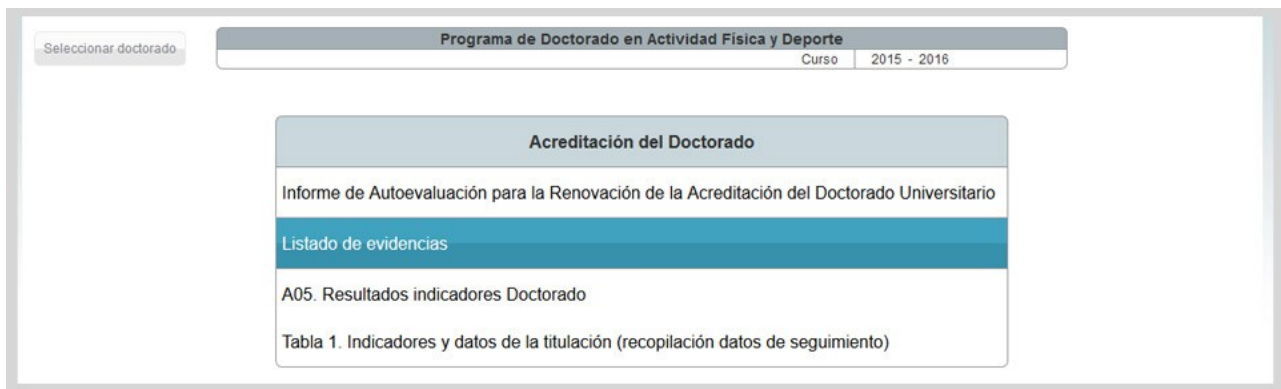 Seleccionar doctorado
Programa de Doctorado en Actividad Física y Deporte
Curso 2015 - 2016
Acreditación del Doctorado
Informe de Autoevaluación para la Renovación de la Acreditación del Doctorado Universitario
Listado de evidencias
A05. Resultados indicadores Doctorado
Tabla 1. Indicadores y datos de la titulación (recopilación datos de seguimiento)